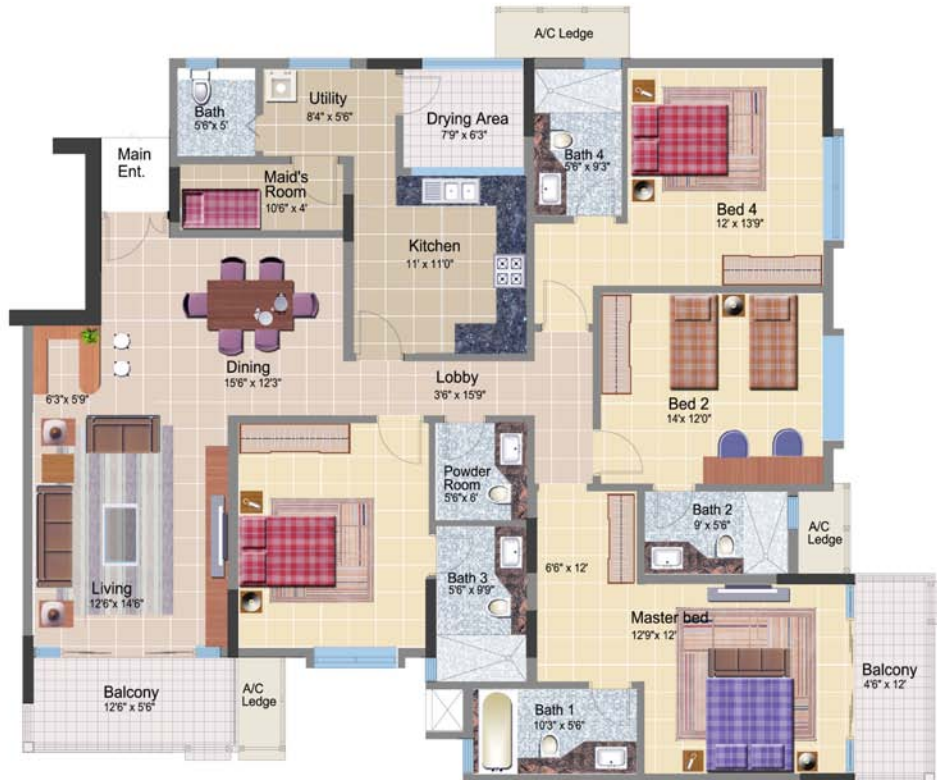 A/C Ledge
Bath
5'6"x 5'
Utility
8'4" x 5'6"
Drying Area
7'9" x 6'3"
Main
Ent.
Maid's
Room
10'6" x 4'
Bath 4
5'6" x 9'3"
Bed 4
12' x 13'9"
Kitchen
11' x 11'0"
Dining
15'6" x 12'3"
Lobby
3'6" x 15'9"
6'3"x 5'9"
Bed 2
14'x 12'0"
Powder
Room
5'6"x 6'
Bath 2
9' x 5'6"
A/C
Ledge
Living
12'6" x 14'6"
Bath 3
5'6" x 9'9"
6'6" x 12'
Master bed
12'9"x 12'
Balcony
4'6" x 12'
Balcony
12'6" x 5'6"
A/C
Ledge
Bath 1
10'3" x 5'6"